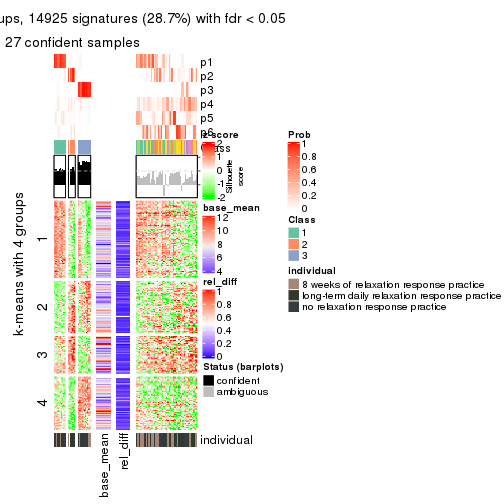 ups, 14925 signatures (28.7%) with fdr < 0.05
27 confident samples
p1
p2
p3
p4
p5
p6
Class
Silhouette
score
k-means with 4 groups
1
2
3
4
base_mean
rel_diff
individual
z-score
2
1
0
-1
-2
base_mean
12
10
8
6
4
rel_diff
1
0.8
0.6
0.4
0.2
0
Status (barplots)
confident
ambiguous
Prob
1
0.8
0.6
0.4
0.2
0
Class
1
2
3
individual
8 weeks of relaxation response practice
long-term daily relaxation response practice
no relaxation response practice